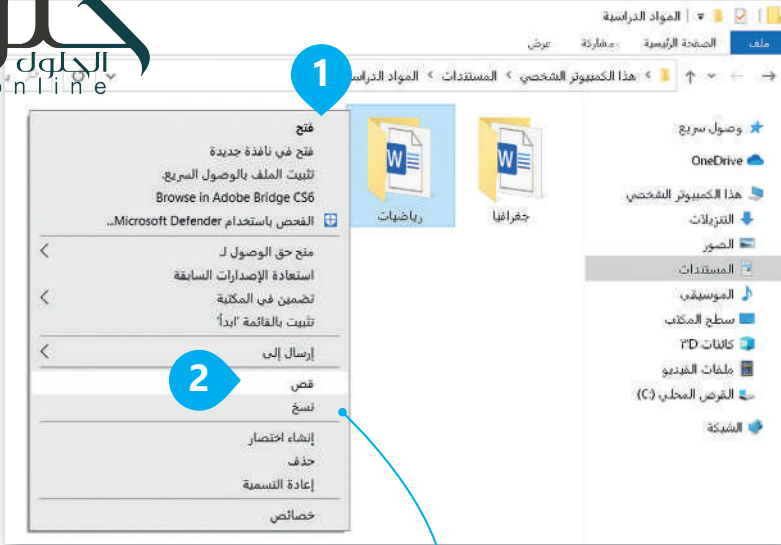 حلول
الحلول
online
المواد الدراسية
ملف الصفحة الرئيسية مشاركة عرض
هذا الكمبيوتر الشخصي › المستندات › المواد الدراسـ
وصول سريع
OneDrive
هذا الكمبيوتر الشخصي
التنزيلات
الصور
المستندات
الموسيقى
سطح المكتب
كائنات ٣D
ملفات الفيديو
القرص المحلي (C:)
الشبكة
جغرافيا
رياضيات
1
فتح
فتح في نافذة جديدة
تثبيت الملف بالوصول السريع.
Browse in Adobe Bridge CS6
الفحص باستخدام Microsoft Defender...
منح حق الوصول لـ
استعادة الإصدارات السابقة
تضمين في المكتبة
تثبيت بالقائمة "ابدأ"
إرسال إلى
2
قص
نسخ
إنشاء اختصار
حذف
إعادة التسمية
خصائص